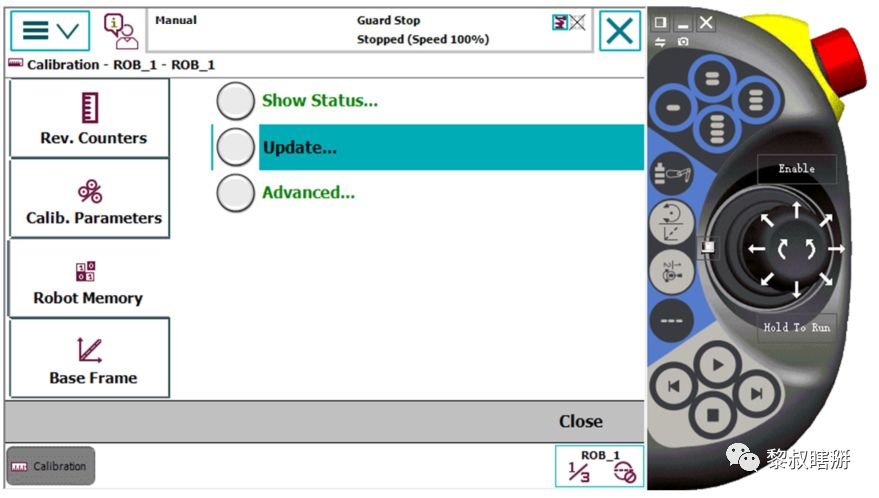 Manual
Guard Stop
Stopped (Speed 100%)
Calibration - ROB_1 - ROB_1
Rev. Counters
Calib. Parameters
Robot Memory
Base Frame
Show Status...
Update...
Advanced...
Close
Calibration
ROB_1
1/3
Enable
Hold To Run
黎叔瞎掰